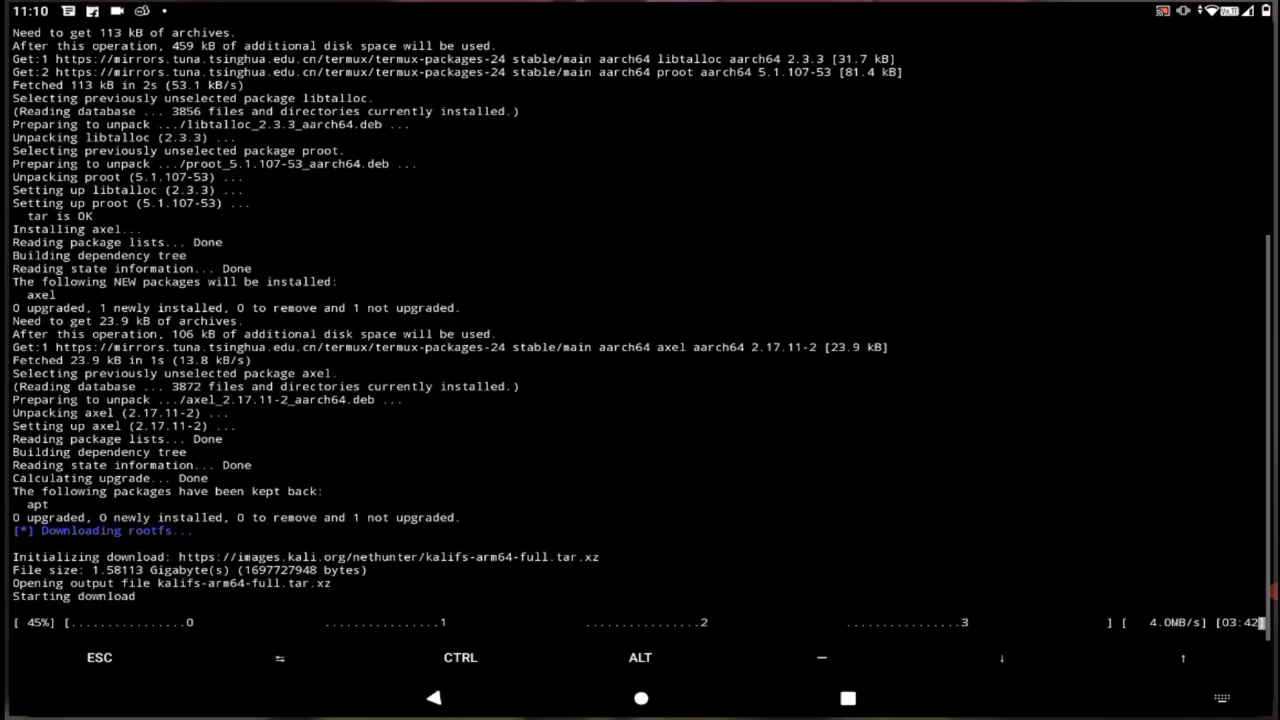 11:10
Need to get 113 kB of archives.
After this operation, 459 kB of additional disk space will be used.
Get:1 https://mirrors.tuna.tsinghua.edu.cn/termux/termux-packages-24 stable/main aarch64 libtalloc aarch64 2.3.3 [31.7 kB]
Get:2 https://mirrors.tuna.tsinghua.edu.cn/termux/termux-packages-24 stable/main aarch64 proot aarch64 5.1.107-53 [81.4 kB]
Fetched 113 kB in 2s (53.1 kB/s)
Selecting previously unselected package libtalloc.
(Reading database ... 3856 files and directories currently installed.)
Preparing to unpack .../libtalloc_2.3.3_aarch64.deb ...
Unpacking libtalloc (2.3.3) ...
Selecting previously unselected package proot.
Preparing to unpack .../proot_5.1.107-53_aarch64.deb ...
Unpacking proot (5.1.107-53) ...
Setting up libtalloc (2.3.3) ...
Setting up proot (5.1.107-53) ...
tar is OK
Installing axel...
Reading package lists... Done
Building dependency tree
Reading state information... Done
The following NEW packages will be installed:
axel
0 upgraded, 1 newly installed, 0 to remove and 1 not upgraded.
Need to get 23.9 kB of archives.
After this operation, 106 kB of additional disk space will be used.
Get:1 https://mirrors.tuna.tsinghua.edu.cn/termux/termux-packages-24 stable/main aarch64 axel aarch64 2.17.11-2 [23.9 kB]
Fetched 23.9 kB in 1s (13.8 kB/s)
Selecting previously unselected package axel.
(Reading database ... 3872 files and directories currently installed.)
Preparing to unpack .../axel_2.17.11-2_aarch64.deb ...
Unpacking axel (2.17.11-2) ...
Setting up axel (2.17.11-2) ...
Reading package lists... Done
Building dependency tree
Reading state information... Done
Calculating upgrade... Done
The following packages have been kept back:
apt
0 upgraded, 0 newly installed, 0 to remove and 1 not upgraded.
[*] Downloading rootfs...
Initializing download: https://images.kali.org/nethunter/kalifs-arm64-full.tar.xz
File size: 1.58113 Gigabyte(s) (1697727948 bytes)
Opening output file kalifs-arm64-full.tar.xz
Starting download
[ 45%] [................0 ................1 ................2 ................3 ] [ 4.0MB/s] [03:42]
ESC ⇆ CTRL ALT — ↓ ↑